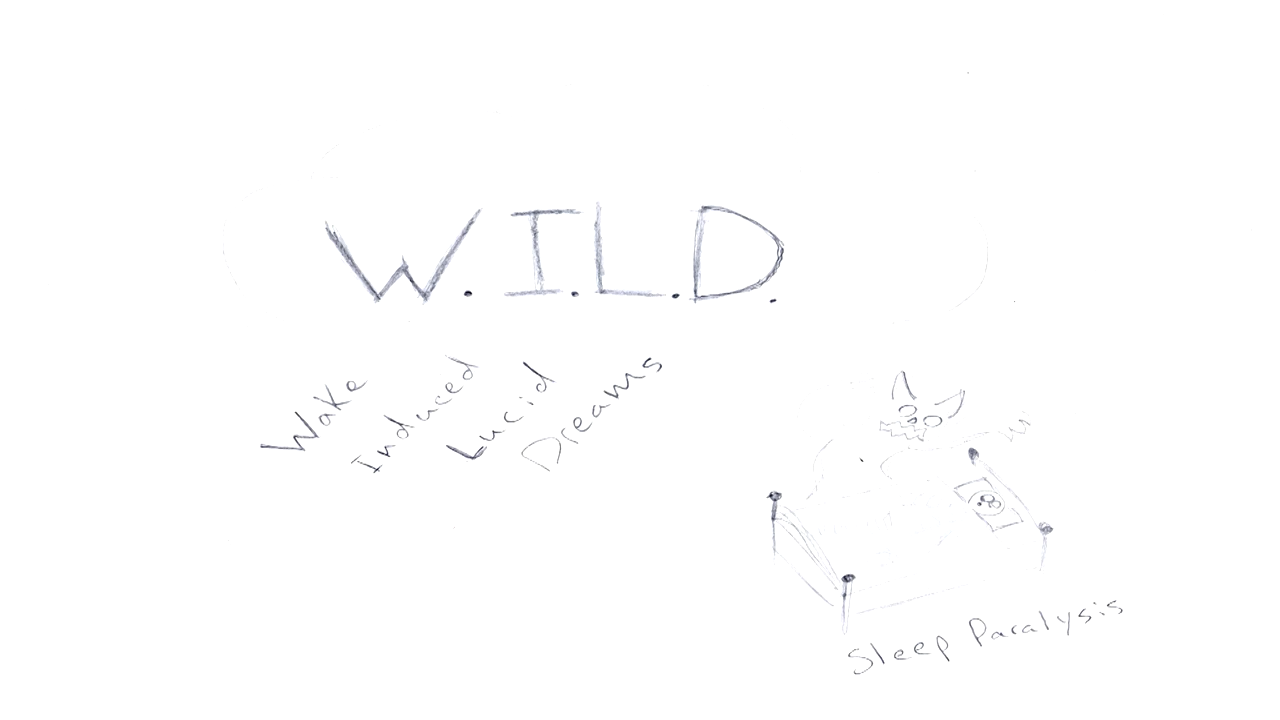 W.I.L.D.
Wake
Induced
Lucid
Dreams
Sleep Paralysis